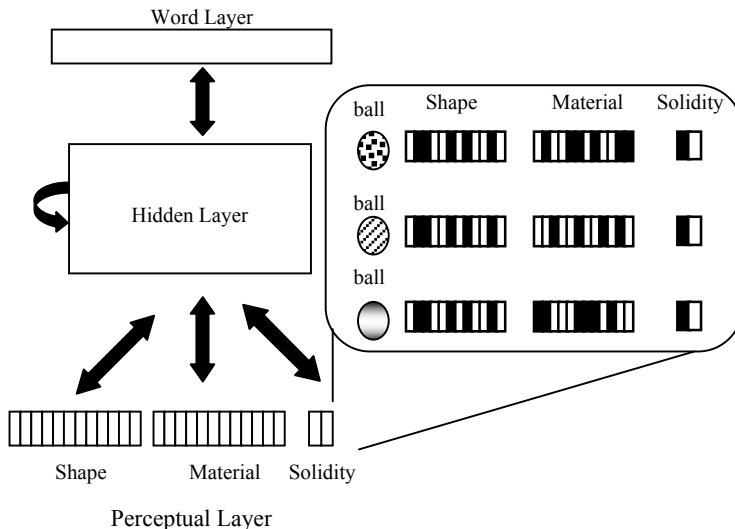 Word Layer
Hidden Layer
Shape Material Solidity
Perceptual Layer
Shape Material Solidity
ball
ball
ball